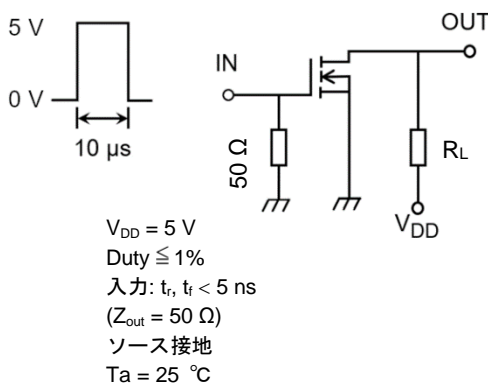 5 V
0 V
10 µs
IN
OUT
50 Ω
RL
VDD
VDD = 5 V
Duty ≦ 1%
入力: tr, tf < 5 ns
(Zout = 50 Ω)
ソース接地
Ta = 25 ℃